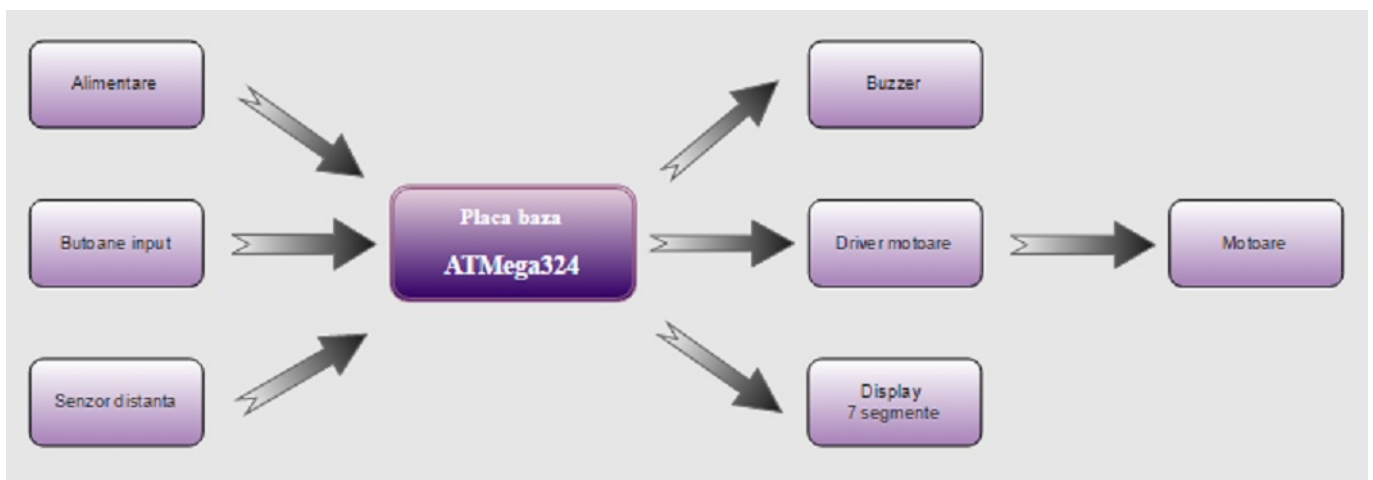 Alimentare
Buzzer
Placa baza
ATMega324
Butoane input
Driver motoare
Motoare
Senzor distanta
Display
7 segmente